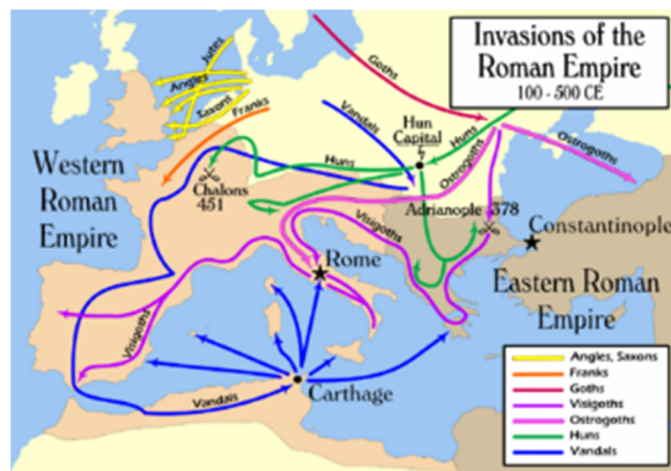 Invasions of the
Roman Empire
100 - 500 CE
Jutes
Angles
Saxons
Franks
Goths
Vandals
Hun
Capital
Huns
Ostrogoths
Ostrogoths
Huns
Western
Roman
Empire
Chalons
451
Visigoths
Adrianople 378
Constantinople
Rome
Eastern Roman
Empire
Visigoths
Carthage
Vandals
Angles, Saxons
Franks
Goths
Visigoths
Ostrogoths
Huns
Vandals